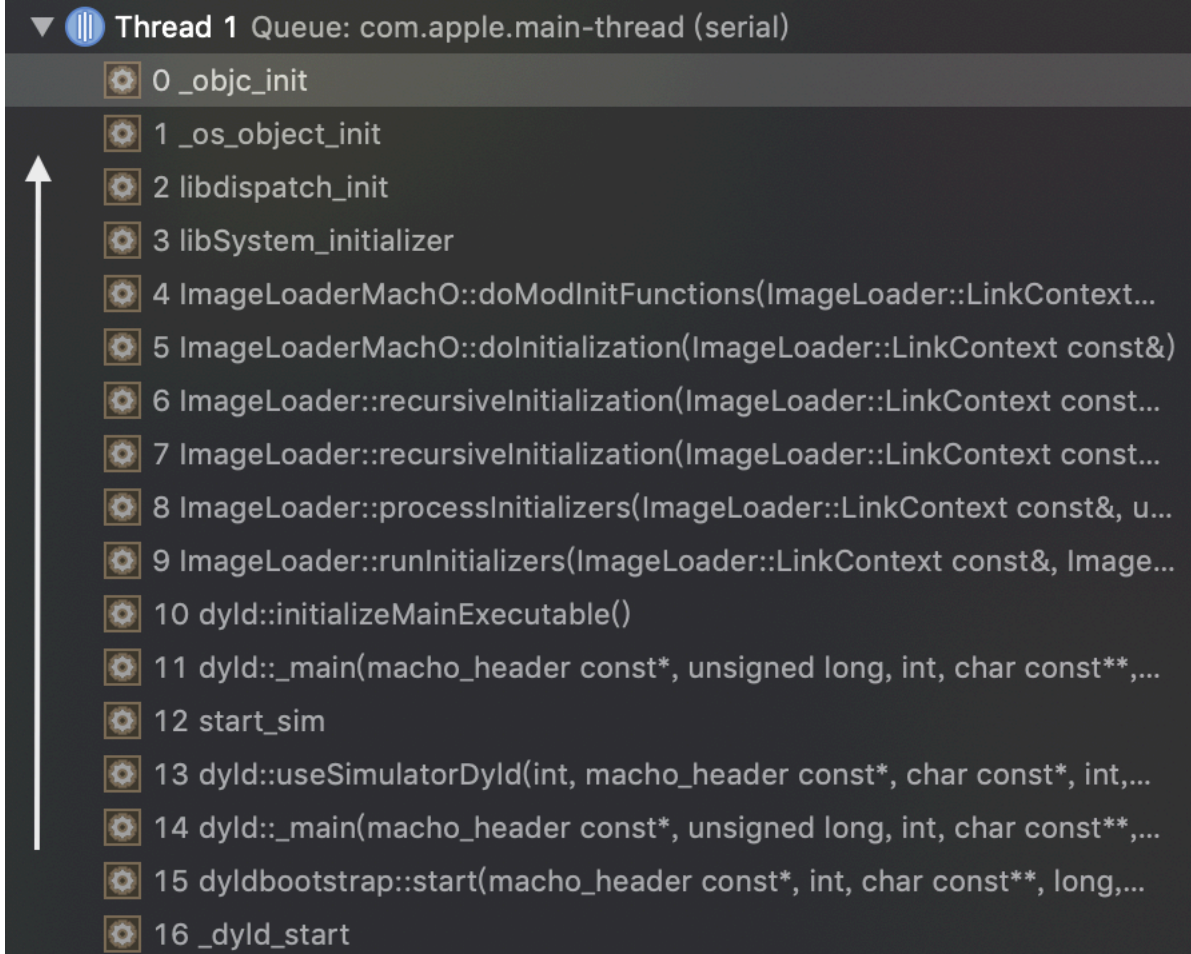 Thread 1 Queue: com.apple.main-thread (serial)
0 _objc_init
1 _os_object_init
2 libdispatch_init
3 libSystem_initializer
4 ImageLoaderMachO::doModInitFunctions(ImageLoader::LinkContext...
5 ImageLoaderMachO::doInitialization(ImageLoader::LinkContext const&)
6 ImageLoader::recursiveInitialization(ImageLoader::LinkContext const...
7 ImageLoader::recursiveInitialization(ImageLoader::LinkContext const...
8 ImageLoader::processInitializers(ImageLoader::LinkContext const&, u...
9 ImageLoader::runInitializers(ImageLoader::LinkContext const&, Image...
10 dyld::initializeMainExecutable()
11 dyld::_main(macho_header const*, unsigned long, int, char const**,...
12 start_sim
13 dyld::useSimulatorDyld(int, macho_header const*, char const*, int,...
14 dyld::_main(macho_header const*, unsigned long, int, char const**,...
15 dyldbootstrap::start(macho_header const*, int, char const**, long,...
16 _dyld_start